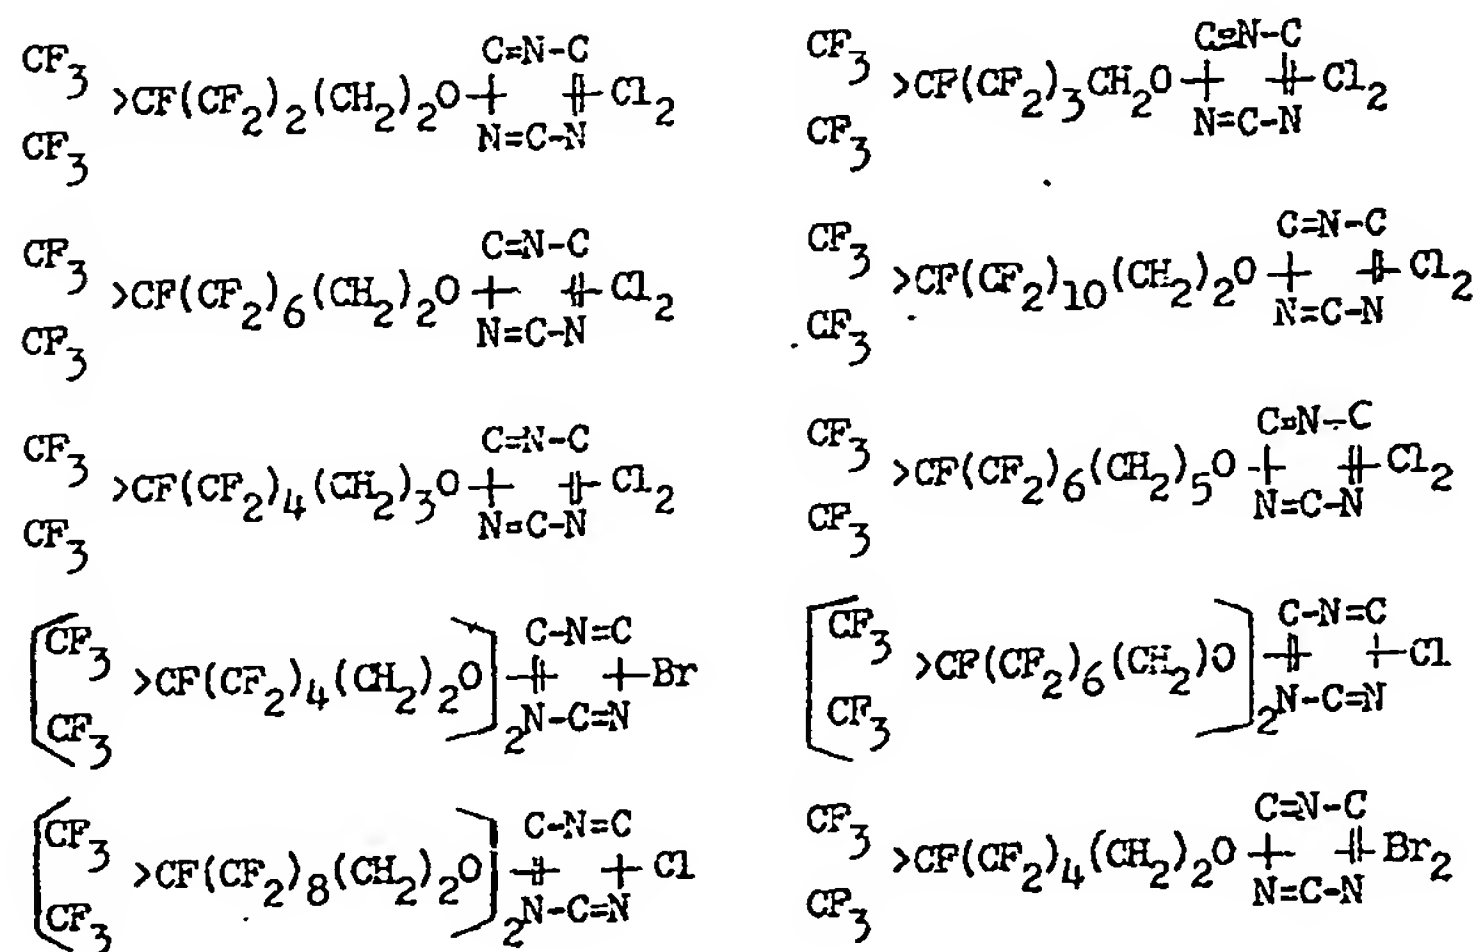 CF3 C=N-C CF3 C=N-C
>CF(CF2)2(CH2)2O Cl2 >CF(CF2)3CH2O Cl2
CF3 N=C-N CF3 N=C-N
CF3 C=N-C CF3 C=N-C
>CF(CF2)6(CH2)2O Cl2 >CF(CF2)10(CH2)2O Cl2
CF3 N=C-N CF3 N=C-N
CF3 C=N-C CF3 C=N-C
>CF(CF2)4(CH2)3O Cl2 >CF(CF2)6(CH2)5O Cl2
CF3 N=C-N CF3 N=C-N
[CF3 C-N=C [CF3 C-N=C
>CF(CF2)4(CH2)2O]2 Br >CF(CF2)6(CH2)O]2 Cl
CF3 N-C=N CF3 N-C=N
[CF3 C-N=C CF3 C=N-C
>CF(CF2)8(CH2)2O]2 Cl >CF(CF2)4(CH2)2O Br2
CF3 N-C=N CF3 N=C-N